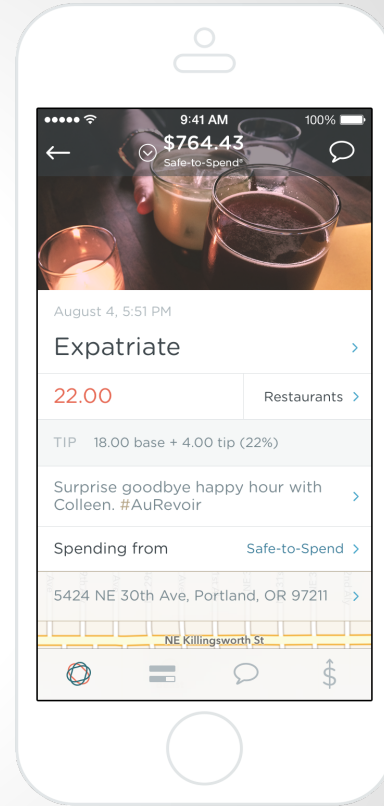 9:41 AM
100%
$764.43
Safe-to-Spend®
August 4, 5:51 PM
Expatriate
22.00
Restaurants
TIP 18.00 base + 4.00 tip (22%)
Surprise goodbye happy hour with
Colleen. #AuRevoir
Spending from
Safe-to-Spend
5424 NE 30th Ave, Portland, OR 97211
NE Killingsworth St
$